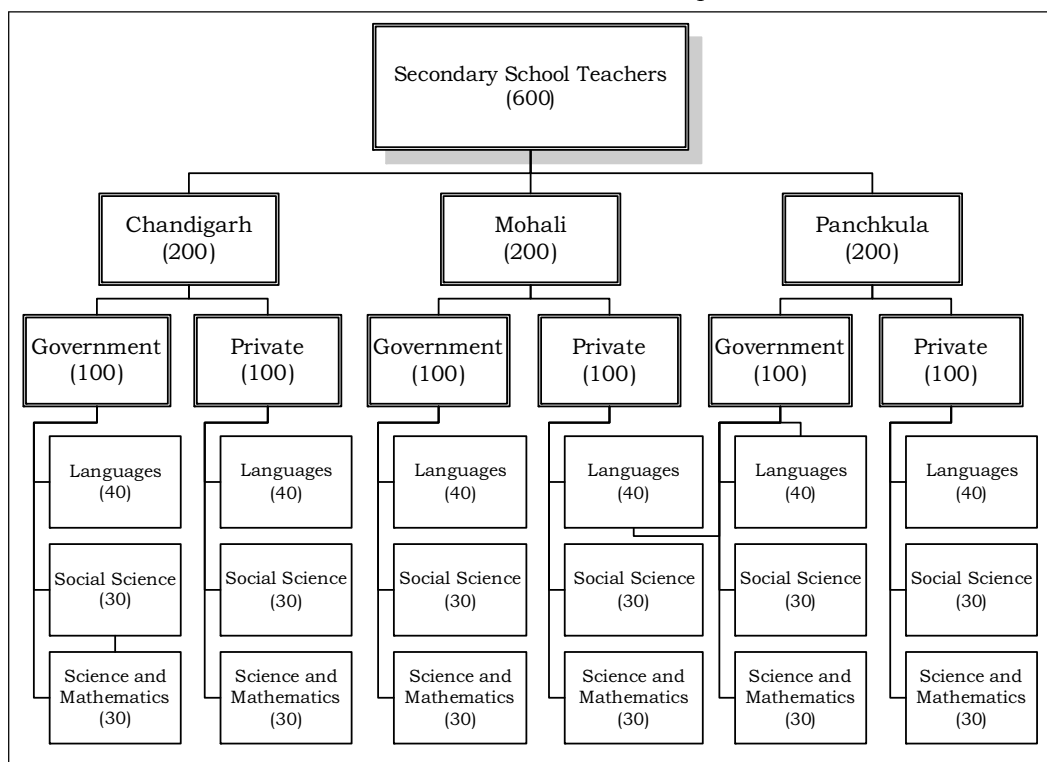 Secondary School Teachers
(600)
Chandigarh
(200)
Mohali
(200)
Panchkula
(200)
Government
(100)
Private
(100)
Government
(100)
Private
(100)
Government
(100)
Private
(100)
Languages
(40)
Languages
(40)
Languages
(40)
Languages
(40)
Languages
(40)
Languages
(40)
Social Science
(30)
Social Science
(30)
Social Science
(30)
Social Science
(30)
Social Science
(30)
Social Science
(30)
Science and
Mathematics
(30)
Science and
Mathematics
(30)
Science and
Mathematics
(30)
Science and
Mathematics
(30)
Science and
Mathematics
(30)
Science and
Mathematics
(30)